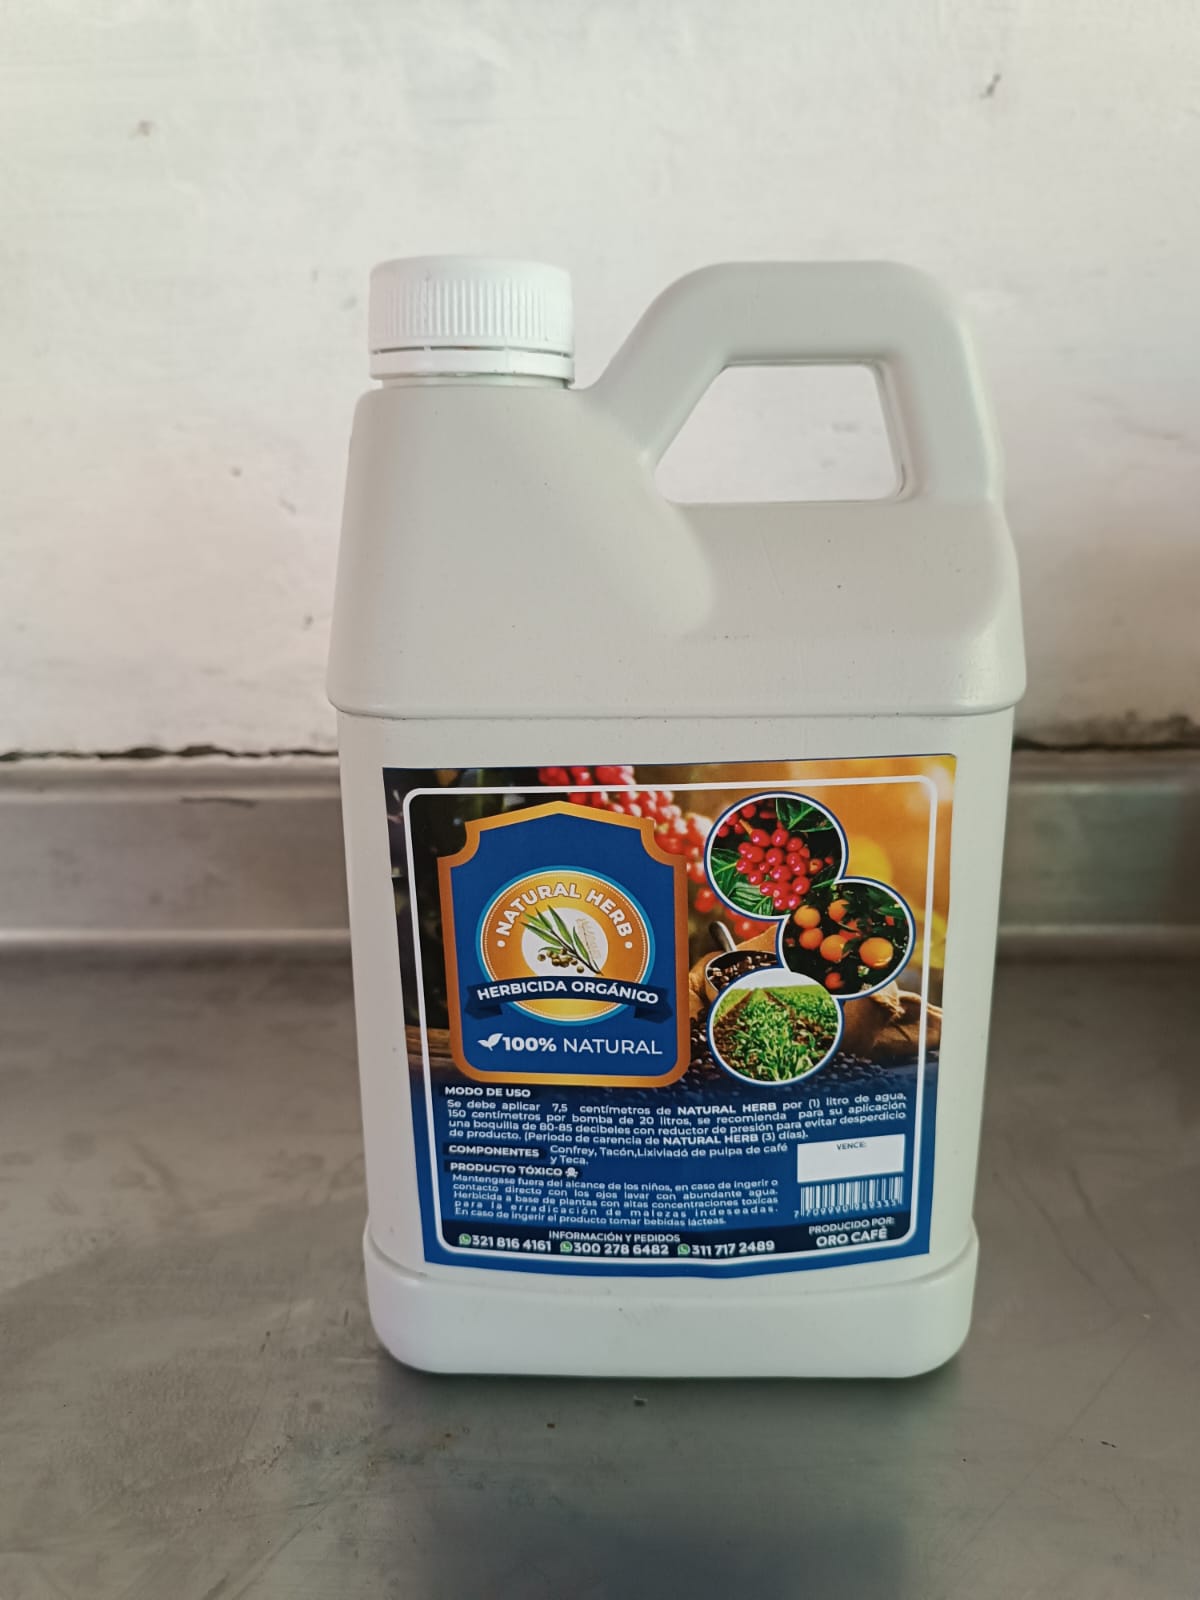 • NATURAL HERB •
HERBICIDA ORGÁNICO
100% NATURAL
MODO DE USO
Se debe aplicar 7,5 centímetros de NATURAL HERB por (1) litro de agua,
150 centímetros por bomba de 20 litros, se recomienda para su aplicación
una boquilla de 80-85 decibeles con reductor de presión para evitar desperdicio
de producto. (Periodo de carencia de NATURAL HERB (3) días).
COMPONENTES Confrey, Tacón,Lixiviadó de pulpa de café
y Teca.
VENCE:
PRODUCTO TÓXICO
Mantengase fuera del alcance de los niños, en caso de ingerir o
contacto directo con los ojos lavar con abundante agua.
Herbicida a base de plantas con altas concentraciones toxicas
para la erradicación de malezas indeseadas.
En caso de ingerir el producto tomar bebidas lácteas.
7 709990 989335
INFORMACIÓN Y PEDIDOS
321 816 4161 300 278 6482 311 717 2489
PRODUCIDO POR:
ORO CAFÉ